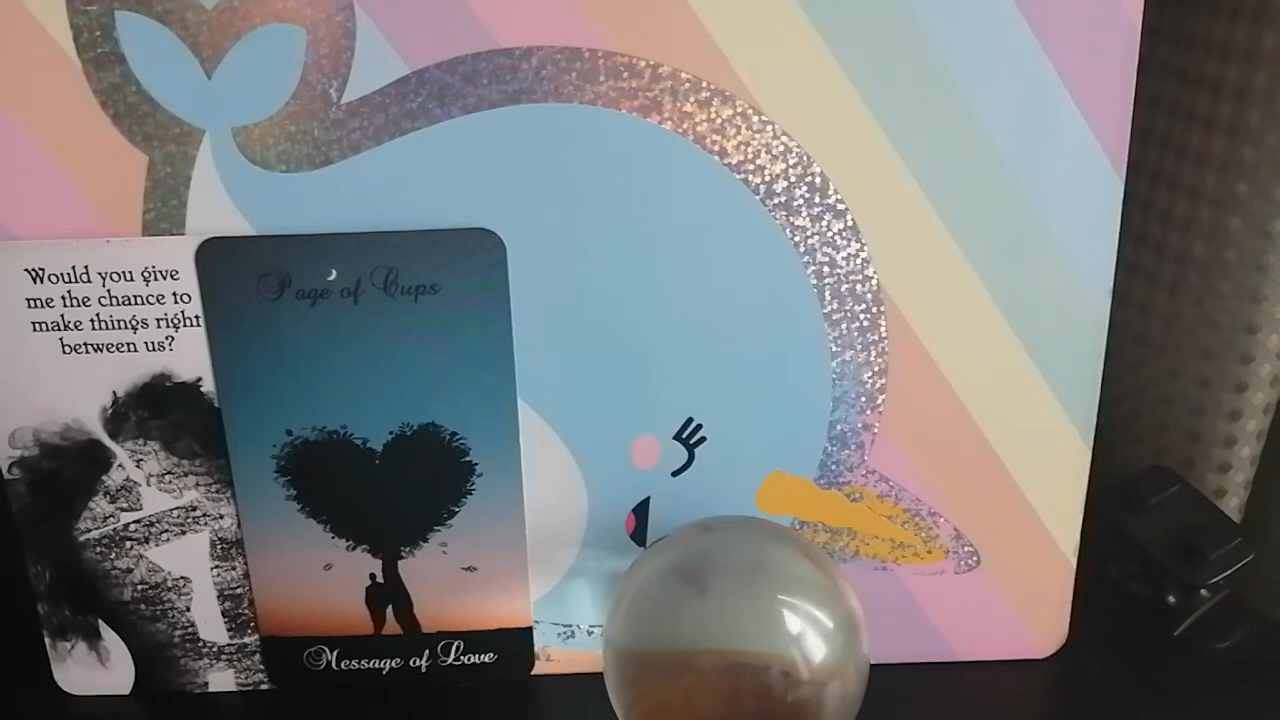 Would you give
me the chance to
make things right
between us?
Page of Cups
Message of Love